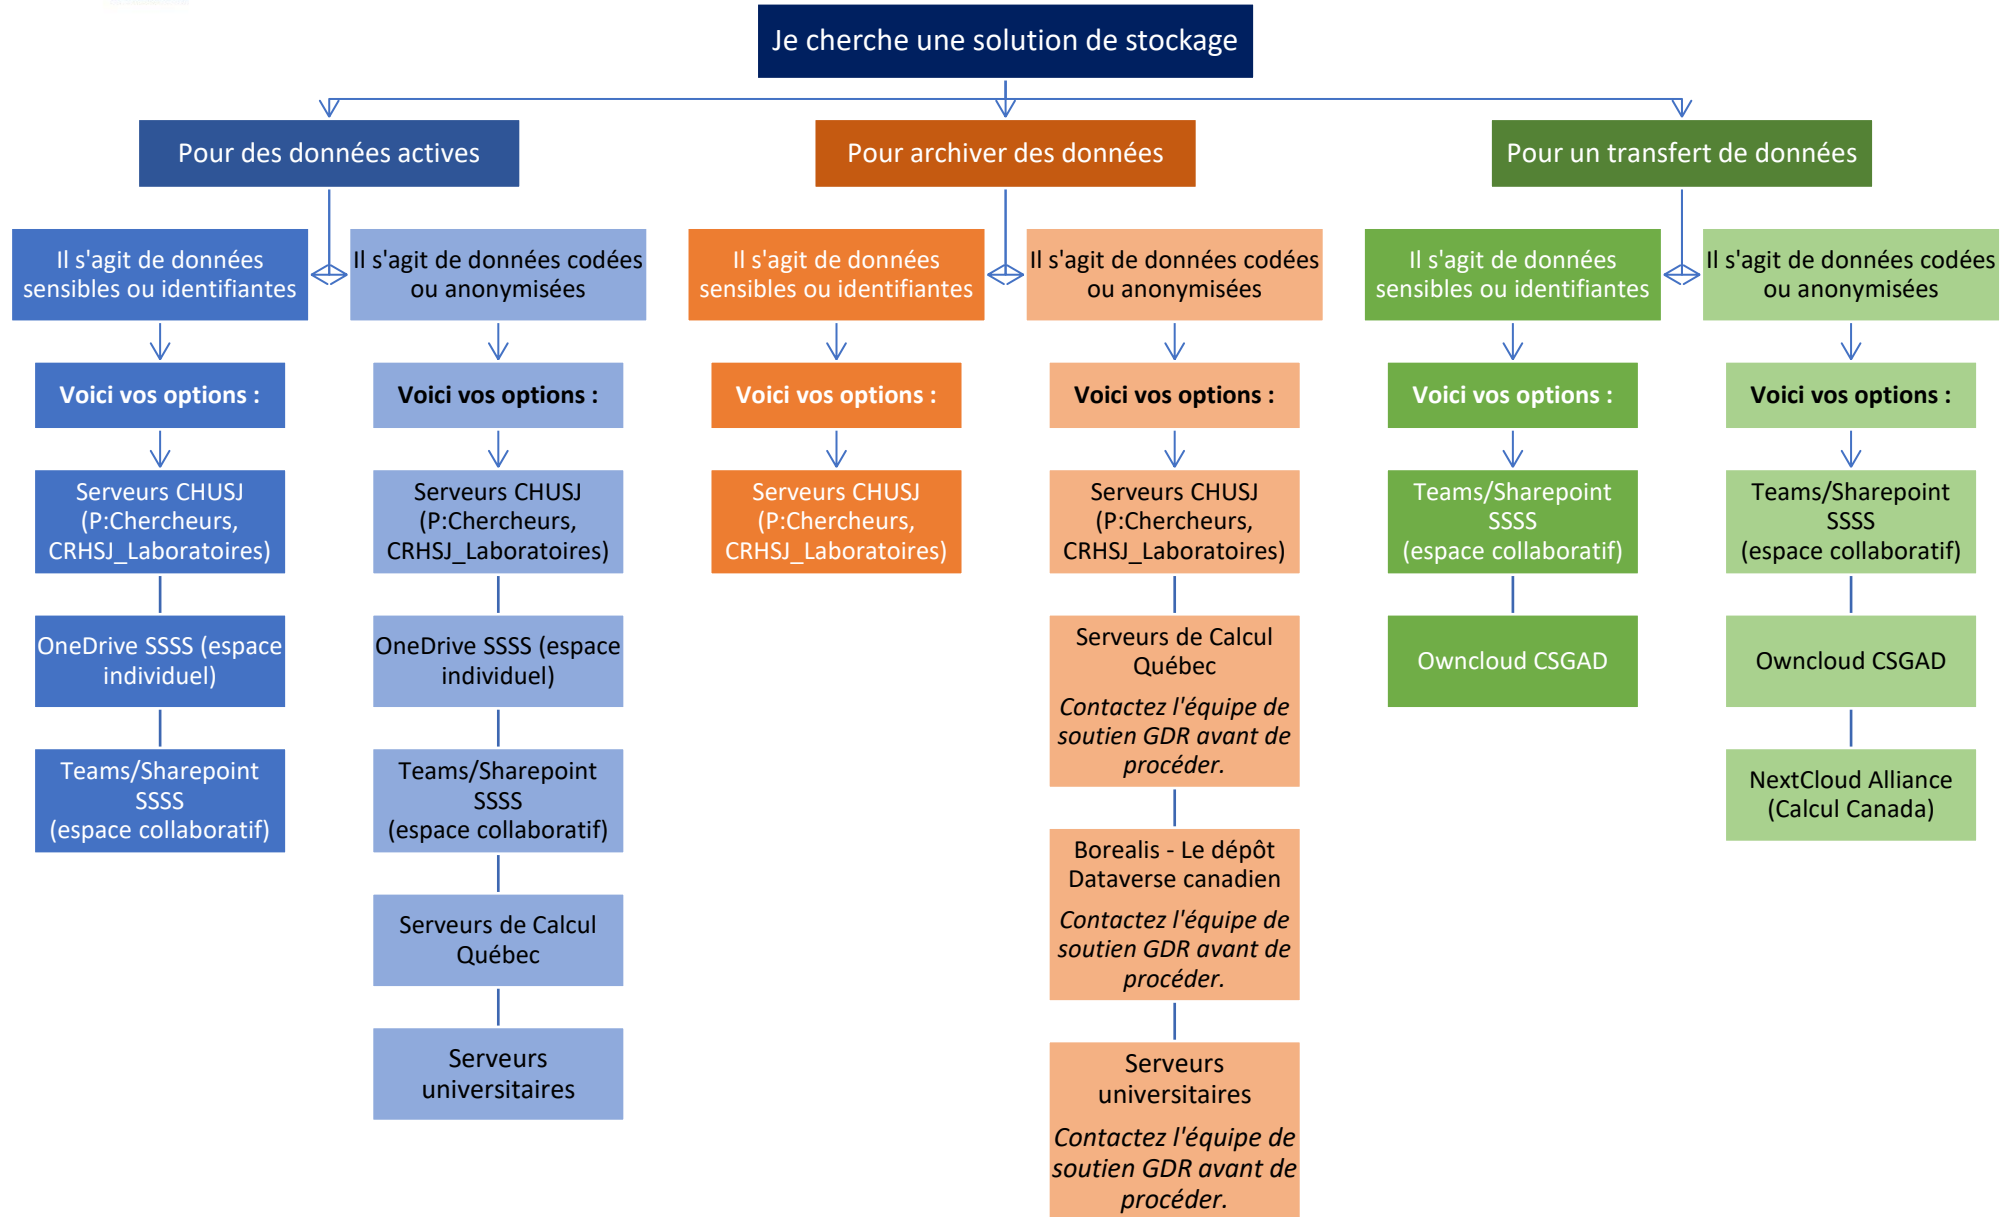 Je cherche une solution de stockage
Pour des données actives
Il s'agit de données
sensibles ou identifiantes
Voici vos options :
Serveurs CHUSJ
(P:Chercheurs,
CRHSJ_Laboratoires)
OneDrive SSSS (espace
individuel)
Teams/Sharepoint
SSSS
(espace collaboratif)
Il s'agit de données codées
ou anonymisées
Voici vos options :
Serveurs CHUSJ
(P:Chercheurs,
CRHSJ_Laboratoires)
OneDrive SSSS (espace
individuel)
Teams/Sharepoint
SSSS
(espace collaboratif)
Serveurs de Calcul
Québec
Serveurs
universitaires
Pour archiver des données
Il s'agit de données
sensibles ou identifiantes
Voici vos options :
Serveurs CHUSJ
(P:Chercheurs,
CRHSJ_Laboratoires)
Il s'agit de données codées
ou anonymisées
Voici vos options :
Serveurs CHUSJ
(P:Chercheurs,
CRHSJ_Laboratoires)
Serveurs de Calcul
Québec
Contactez l'équipe de
soutien GDR avant de
procéder.
Borealis - Le dépôt
Dataverse canadien
Contactez l'équipe de
soutien GDR avant de
procéder.
Serveurs
universitaires
Contactez l'équipe de
soutien GDR avant de
procéder.
Pour un transfert de données
Il s'agit de données
sensibles ou identifiantes
Voici vos options :
Teams/Sharepoint
SSSS
(espace collaboratif)
Owncloud CSGAD
Il s'agit de données codées
ou anonymisées
Voici vos options :
Teams/Sharepoint
SSSS
(espace collaboratif)
Owncloud CSGAD
NextCloud Alliance
(Calcul Canada)